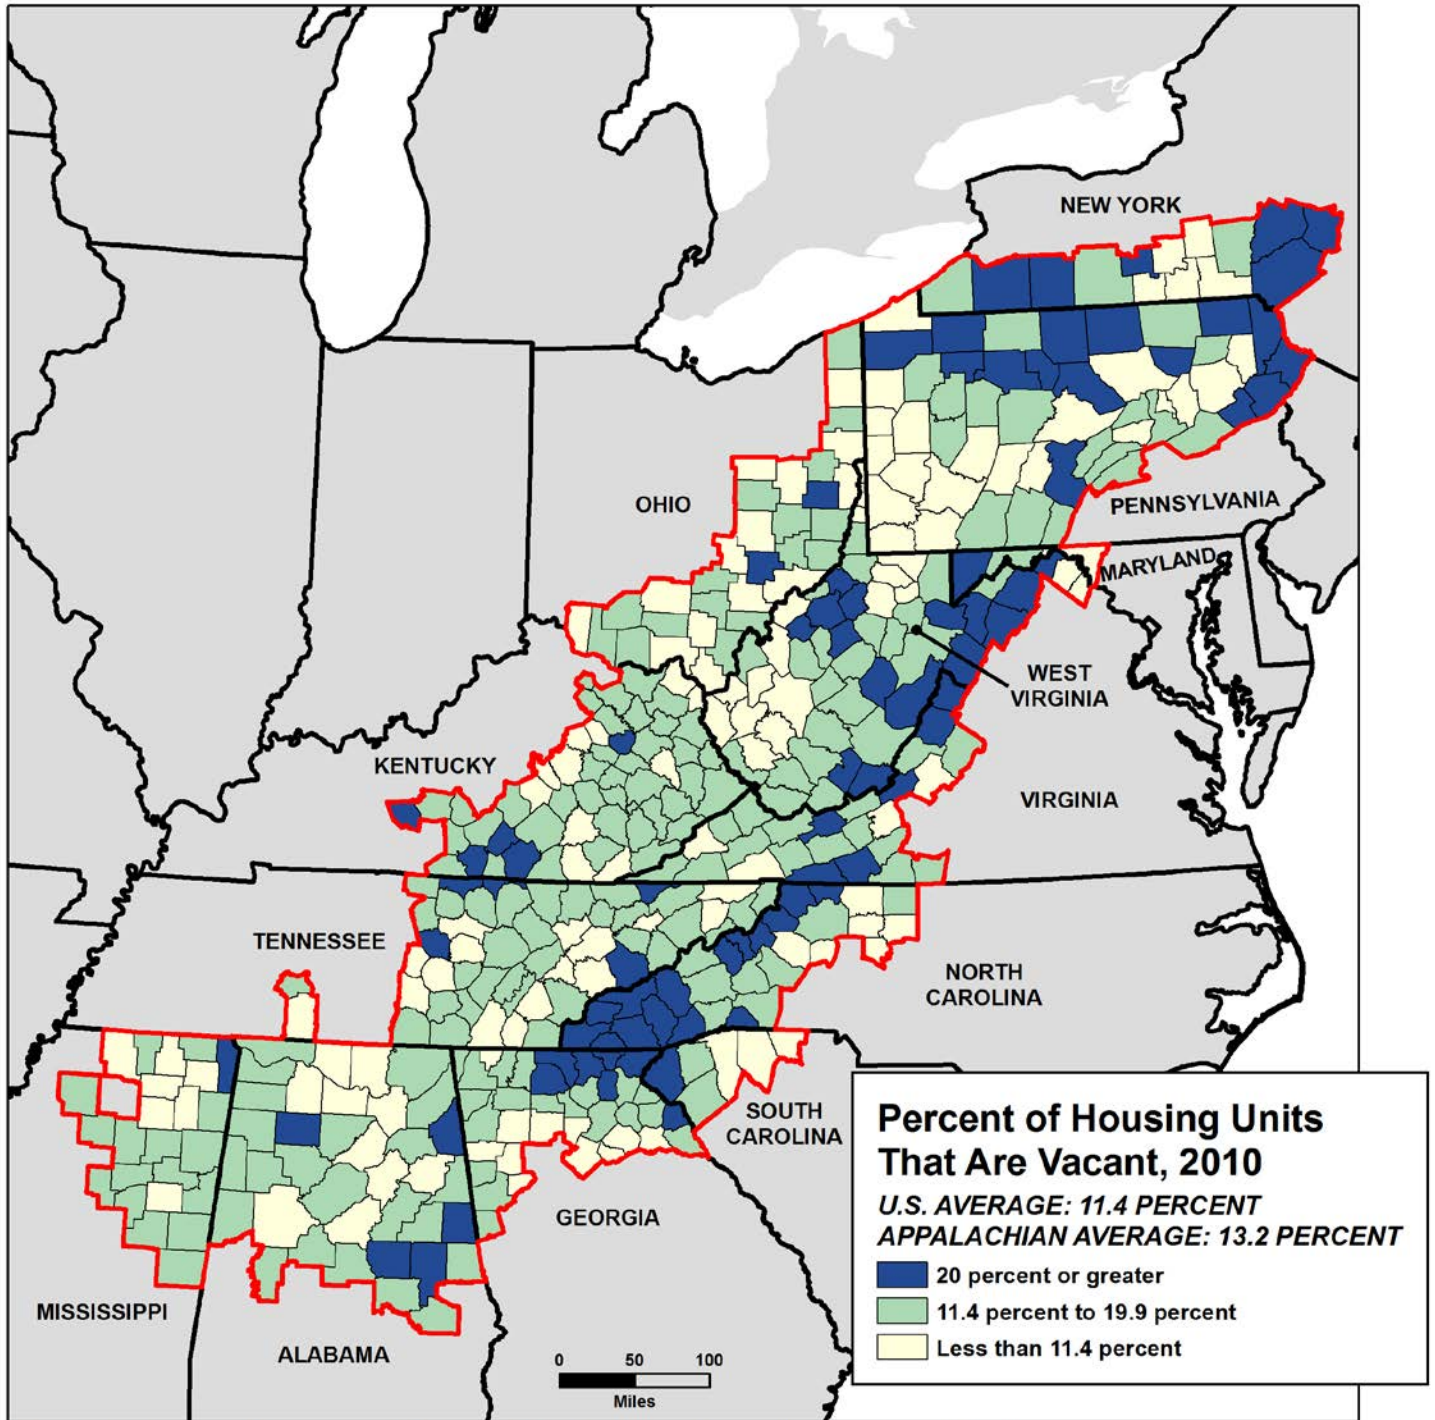 NEW YORK
OHIO
PENNSYLVANIA
MARYLAND
WEST
VIRGINIA
KENTUCKY
VIRGINIA
TENNESSEE
NORTH
CAROLINA
SOUTH
CAROLINA
GEORGIA
MISSISSIPPI
ALABAMA
0 50 100
Miles
Percent of Housing Units
That Are Vacant, 2010
U.S. AVERAGE: 11.4 PERCENT
APPALACHIAN AVERAGE: 13.2 PERCENT
20 percent or greater
11.4 percent to 19.9 percent
Less than 11.4 percent